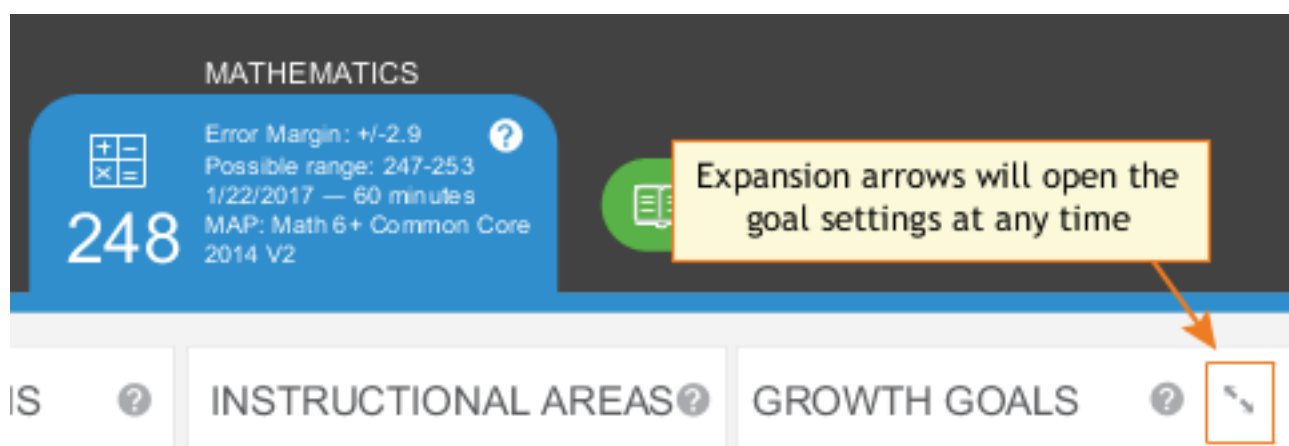 MATHEMATICS
Error Margin: +/-2.9
Possible range: 247-253
1/22/2017 — 60 minutes
MAP: Math 6+ Common Core
2014 V2
248
Expansion arrows will open the
goal settings at any time
IS
INSTRUCTIONAL AREAS
GROWTH GOALS